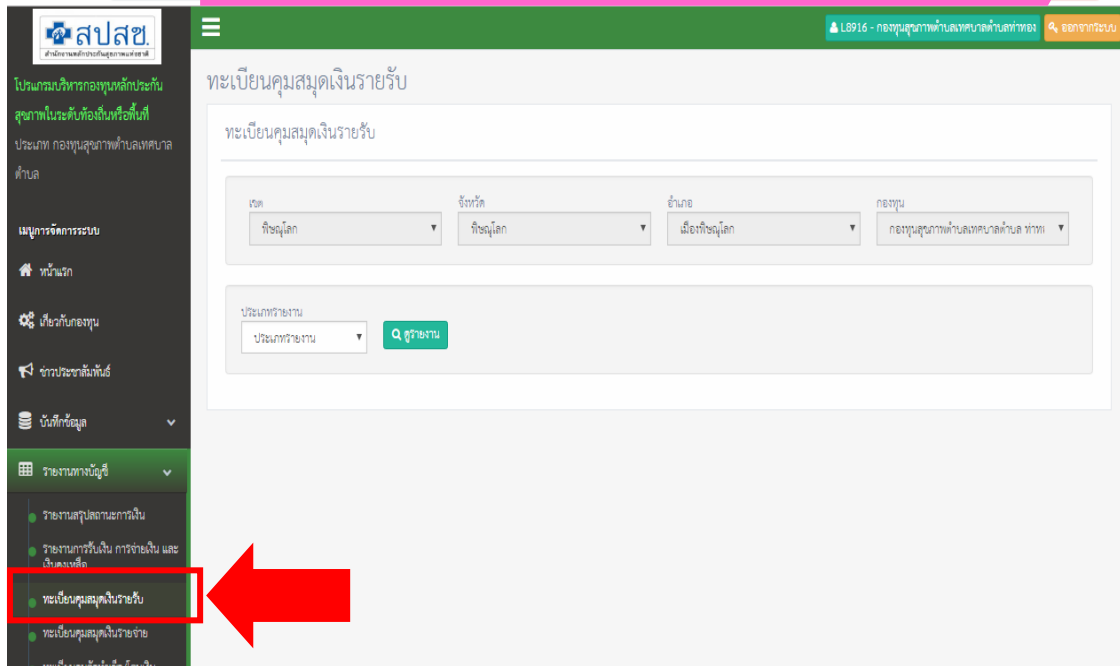 สปสช.
สำนักงานหลักประกันสุขภาพแห่งชาติ
L8916 - กองทุนสุขภาพตำบลเทศบาลตำบลท่าทอง
ออกจากระบบ
โปรแกรมบริหารกองทุนหลักประกัน
สุขภาพในระดับท้องถิ่นหรือพื้นที่
ประเภท กองทุนสุขภาพตำบลเทศบาล
ตำบล
เมนูการจัดการระบบ
หน้าแรก
เกี่ยวกับกองทุน
ข่าวประชาสัมพันธ์
บันทึกข้อมูล
รายงานทางบัญชี
รายงานสรุปสถานะการเงิน
รายงานการรับเงิน การจ่ายเงิน และ
เงินคงเหลือ
ทะเบียนคุมสมุดเงินรายรับ
ทะเบียนคุมสมุดเงินรายจ่าย
ทะเบียนคุมสมุดเงินรายรับ
ทะเบียนคุมสมุดเงินรายรับ
เขต จังหวัด อำเภอ กองทุน
พิษณุโลก พิษณุโลก เมืองพิษณุโลก กองทุนสุขภาพตำบลเทศบาลตำบล ท่าทอ
ประเภทรายงาน
ประเภทรายงาน ดูรายงาน